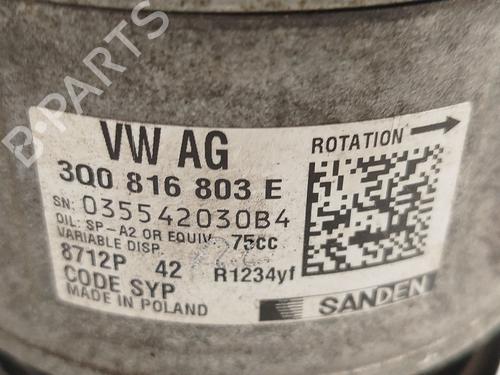 B-PARTS
VW AG
ROTATION
3Q0 816 803 E
SN: 035542030B4
OIL: SP-A2 OR EQUIV. 75cc
VARIABLE DISP.
8712P 42 R1234yf
CODE SYP
MADE IN POLAND
SANDEN